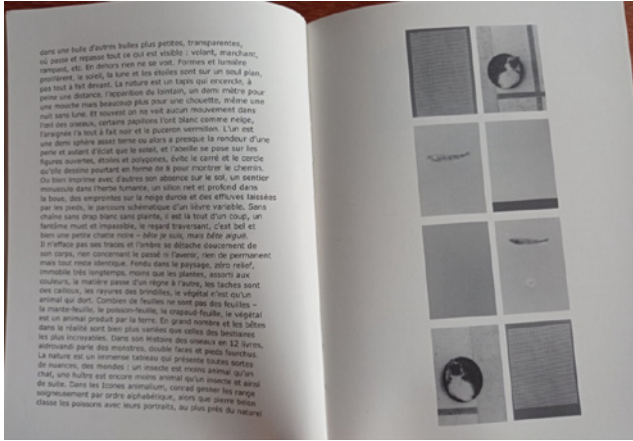 dans une bulle d'autres bulles plus petites, transparentes,
où passe et repasse tout ce qui est visible : volant, marchant,
rampant, etc. En dehors rien ne se voit. Formes et lumière
prolifèrent, le soleil, la lune et les étoiles sont sur un seul plan,
pas tout à fait devant. La nature est un tapis qui encercle, à
peine une distance, l'apparition du lointain, un demi mètre pour
une mouche mais beaucoup plus pour une chouette, même une
nuit sans lune. Et souvent on ne voit aucun mouvement dans
l'œil des oiseaux, certains papillons l'ont blanc comme neige,
l'araignée l'a tout à fait noir et le puceron vermillon. L'un est
une demi sphère assez terne ou alors a presque la rondeur d'une
perle et autant d'éclat que le soleil, et l'abeille se pose sur les
figures ouvertes, étoiles et polygones, évite le carré et le cercle
qu'elle dessine pourtant en forme de 8 pour montrer le chemin.
Ou bien imprime avec d'autres son absence sur le sol, un sentier
minuscule dans l'herbe fumante, un sillon net et profond dans
la boue, des empreintes sur la neige durcie et des effluves laissées
par les pieds, le parcours schématique d'un lièvre variable. Sans
chaîne sans drap blanc sans plainte, il est là tout d'un coup, un
fantôme muet et impassible, le regard traversant, c'est bel et
bien une petite chatte noire – bête je suis, mais bête aiguë.
Il n'efface pas ses traces et l'ombre se détache doucement de
son corps, rien concernant le passé ni l'avenir, rien de permanent
mais tout reste identique. Fondu dans le paysage, zéro relief,
immobile très longtemps, moins que les plantes, assorti aux
couleurs, la matière passe d'un règne à l'autre, les taches sont
des cailloux, les rayures des brindilles, le végétal n'est qu'un
animal qui dort. Combien de feuilles ne sont pas des feuilles –
la mante-feuille, le poisson-feuille, le crapaud-feuille, le végétal
est un animal produit par la terre. En grand nombre et les bêtes
dans la réalité sont bien plus variées que celles des bestiaires
les plus incroyables. Dans son Histoire des oiseaux en 12 livres,
aldrovandi parle des monstres, double faces et pieds fourchus.
La nature est un immense tableau qui présente toutes sortes
de nuances, des mondes : un insecte est moins animal qu'un
chat, une huître est encore moins animal qu'un insecte et ainsi
de suite. Dans les Icones animalium, conrad gesner les range
soigneusement par ordre alphabétique, alors que pierre belon
classe les poissons avec leurs portraits, au plus près du naturel